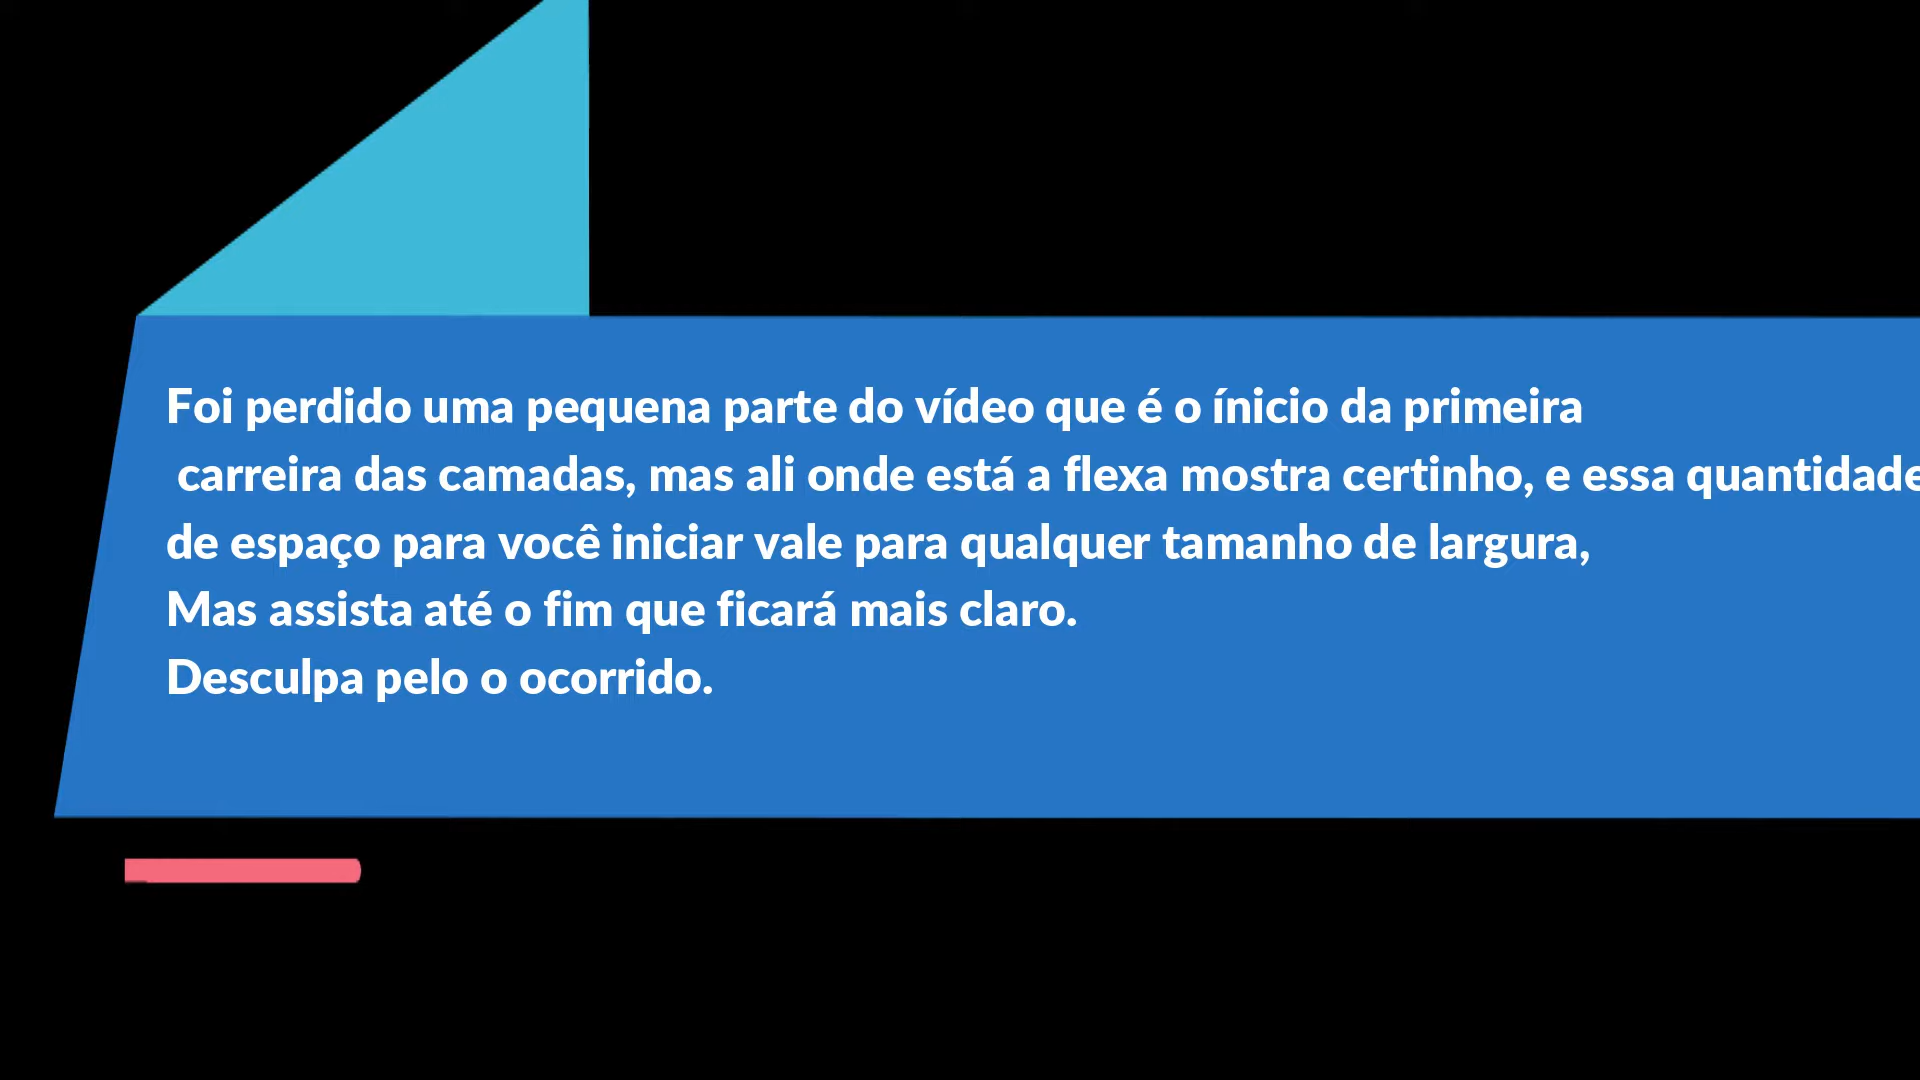 Foi perdido uma pequena parte do vídeo que é o ínicio da primeira
carreira das camadas, mas ali onde está a flexa mostra certinho, e essa quantidade
de espaço para você iniciar vale para qualquer tamanho de largura,
Mas assista até o fim que ficará mais claro.
Desculpa pelo o ocorrido.